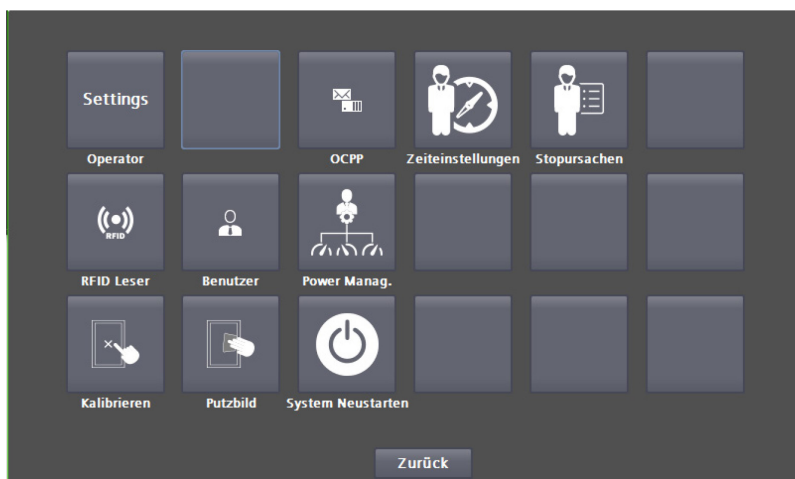 Settings
Operator
OCPP
Zeiteinstellungen
Stopursachen
RFID
RFID Leser
Benutzer
Power Manag.
Kalibrieren
Putzbild
System Neustarten
Zurück